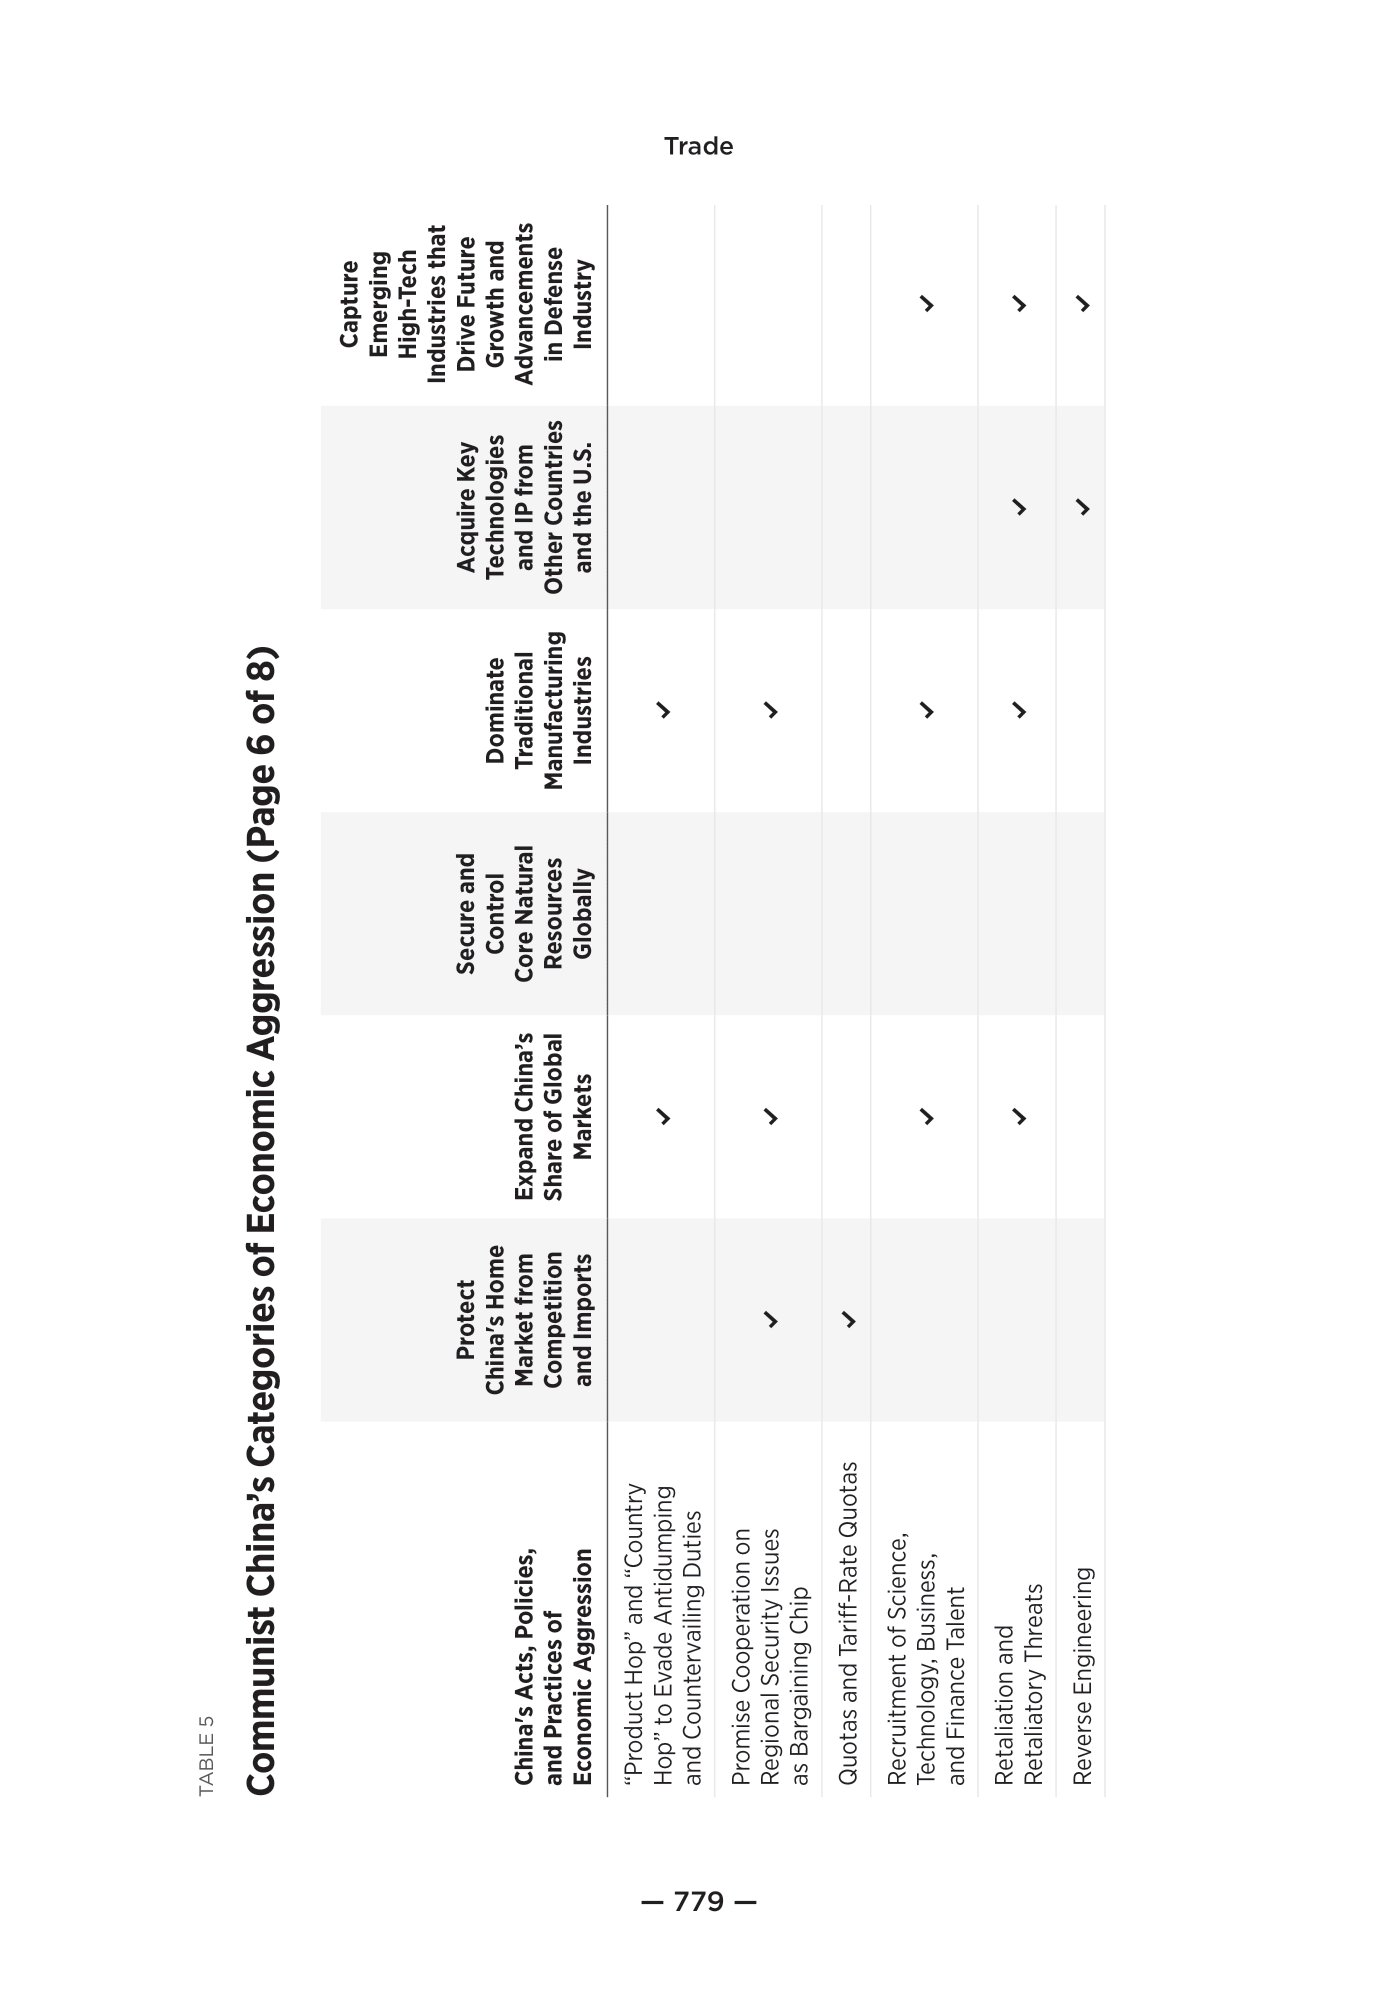 Trade
TABLE 5
Communist China’s Categories of Economic Aggression (Page 6 of 8)
China’s Acts, Policies,
and Practices of
Economic Aggression
Protect
China’s Home
Market from
Competition
and Imports
Expand China’s
Share of Global
Markets
Secure and
Control
Core Natural
Resources
Globally
Dominate
Traditional
Manufacturing
Industries
Acquire Key
Technologies
and IP from
Other Countries
and the U.S.
Capture
Emerging
High-Tech
Industries that
Drive Future
Growth and
Advancements
in Defense
Industry
“Product Hop” and “Country
Hop” to Evade Antidumping
and Countervailing Duties
✓ ✓
Promise Cooperation on
Regional Security Issues
as Bargaining Chip
✓ ✓ ✓
Quotas and Tariff-Rate Quotas
✓
Recruitment of Science,
Technology, Business,
and Finance Talent
✓ ✓ ✓
Retaliation and
Retaliatory Threats
✓ ✓ ✓ ✓
Reverse Engineering
✓ ✓
— 779 —